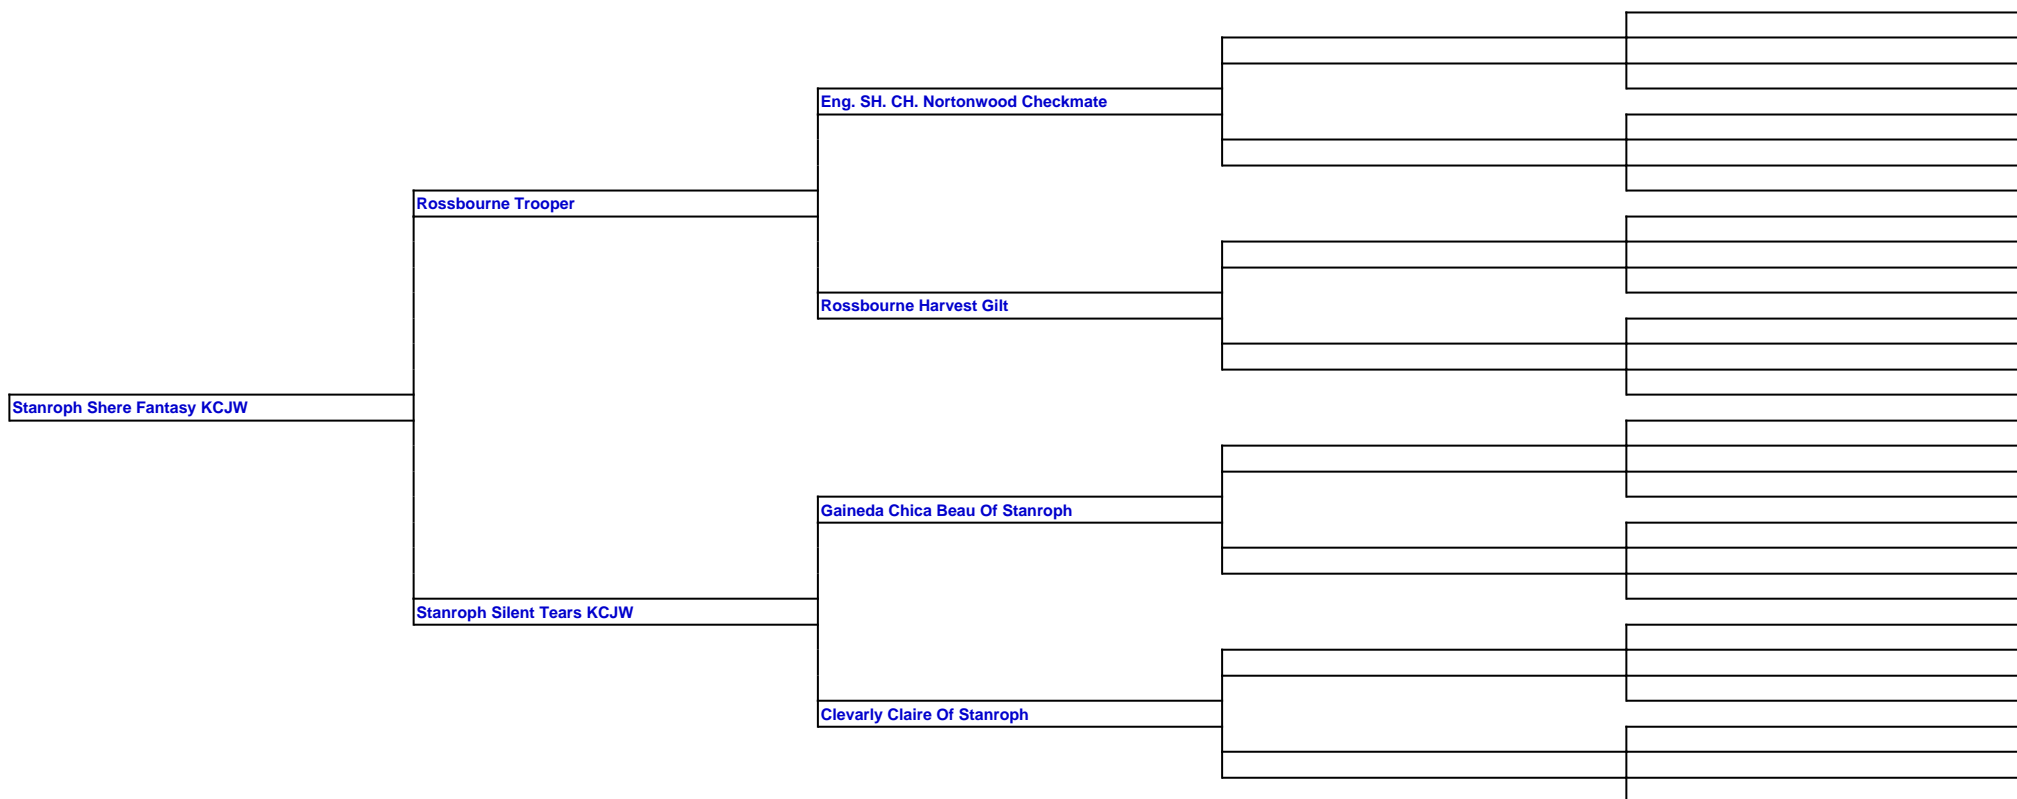 Eng. SH. CH. Nortonwood Checkmate
Rossbourne Trooper
Rossbourne Harvest Gilt
Stanroph Shere Fantasy KCJW
Gaineda Chica Beau Of Stanroph
Stanroph Silent Tears KCJW
Clevarly Claire Of Stanroph